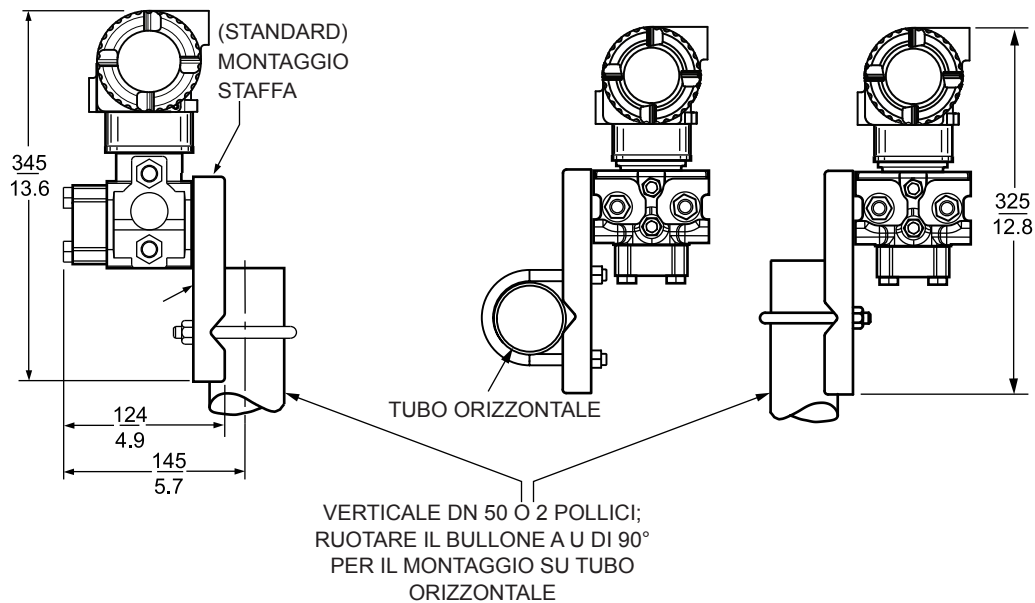 345
13.6
(STANDARD)
MONTAGGIO
STAFFA
325
12.8
TUBO ORIZZONTALE
124
4.9
145
5.7
VERTICALE DN 50 O 2 POLLICI;
RUOTARE IL BULLONE A U DI 90°
PER IL MONTAGGIO SU TUBO
ORIZZONTALE